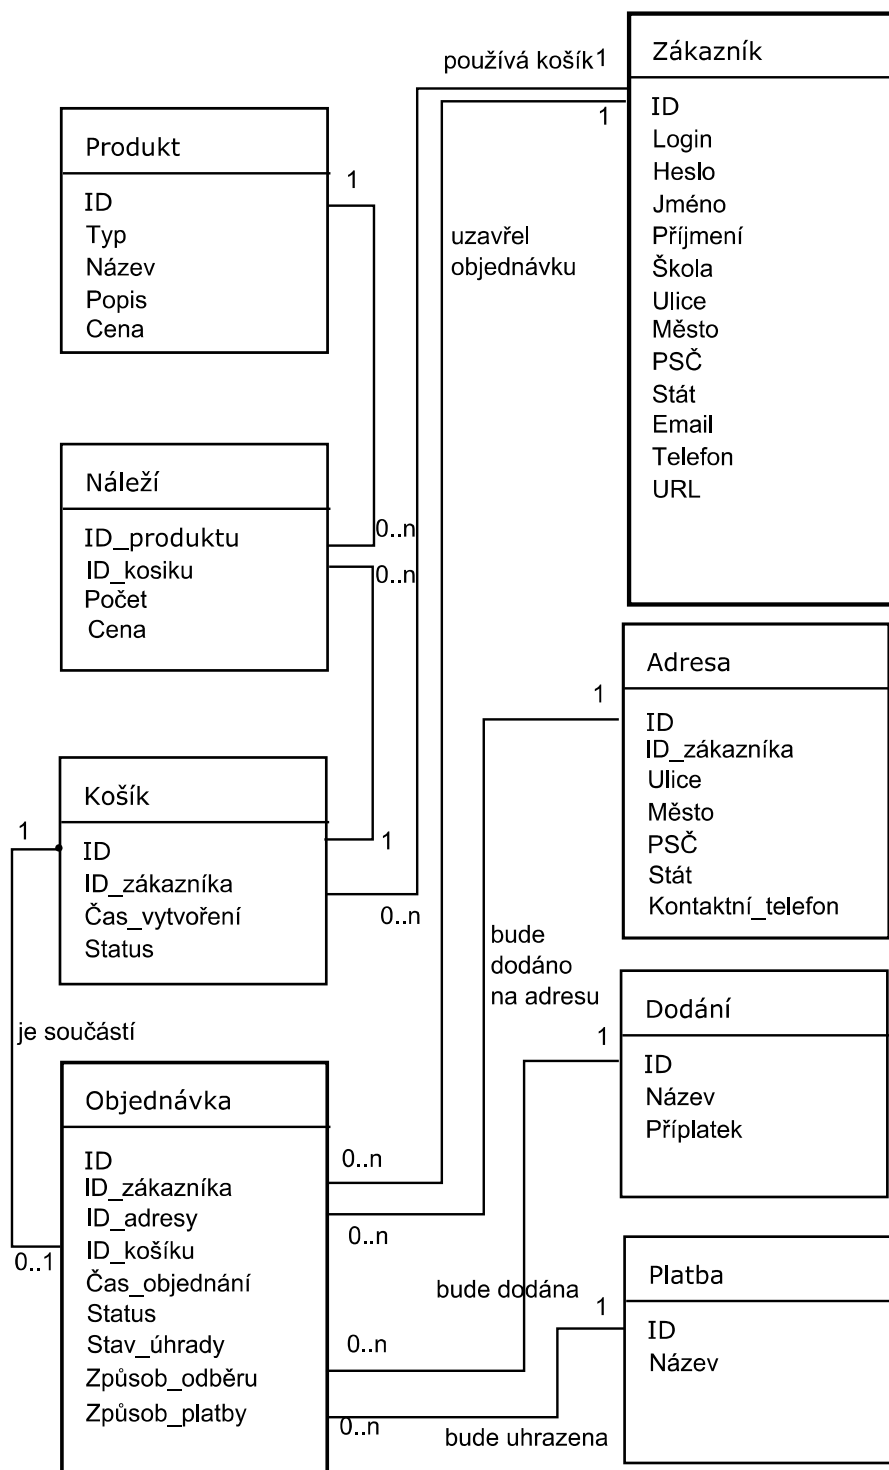 používá košík
1
Zákazník
ID
Login
Heslo
Jméno
Příjmení
Škola
Ulice
Město
PSČ
Stát
Email
Telefon
URL
1
uzavřel
objednávku
Produkt
ID
Typ
Název
Popis
Cena
1
0..n
Náleží
ID_produktu
ID_kosiku
Počet
Cena
0..n
1
Košík
ID
ID_zákazníka
Čas_vytvoření
Status
0..n
1
je součástí
0..1
Adresa
ID
ID_zákazníka
Ulice
Město
PSČ
Stát
Kontaktní_telefon
1
bude
dodáno
na adresu
Dodání
ID
Název
Příplatek
1
Objednávka
ID
ID_zákazníka
ID_adresy
ID_košíku
Čas_objednání
Status
Stav_úhrady
Způsob_odběru
Způsob_platby
0..n
0..n
0..n
0..n
bude dodána
1
Platba
ID
Název
bude uhrazena